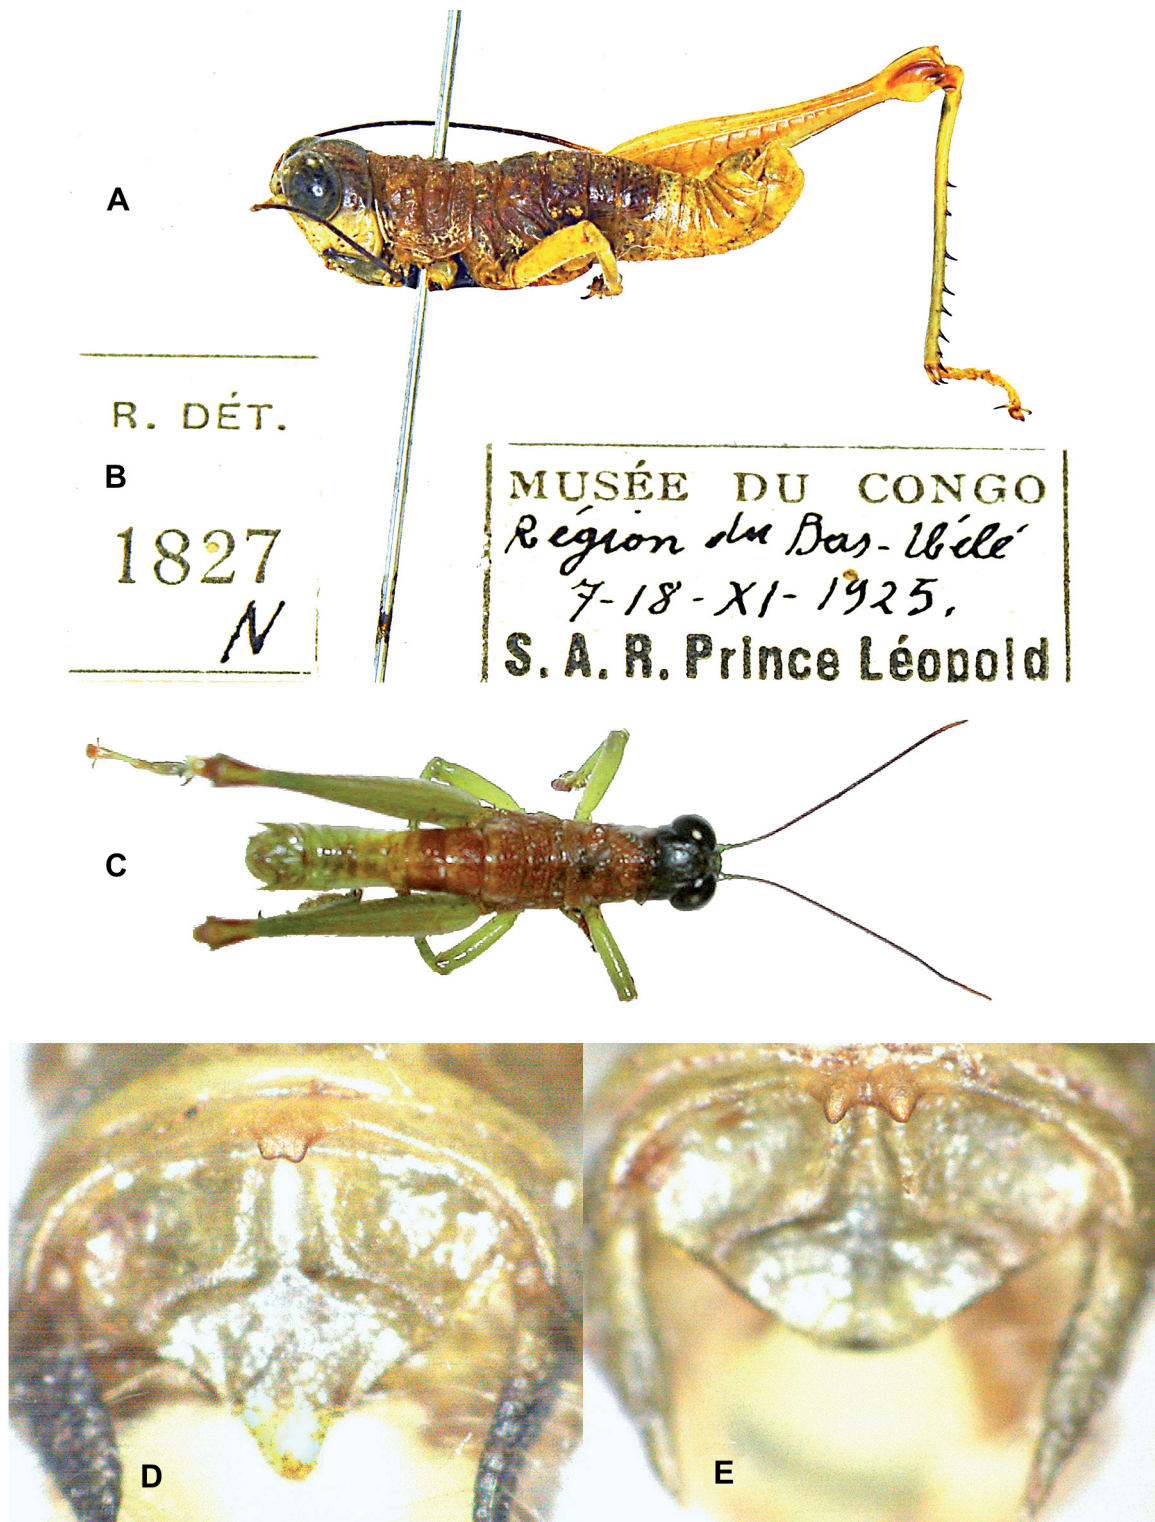 A
R. DÉT.
B
1827
N
MUSÉE DU CONGO
Région du Bas-Uélé
7-18-XI-1925.
S. A. R. Prince Léopold
C
D
E